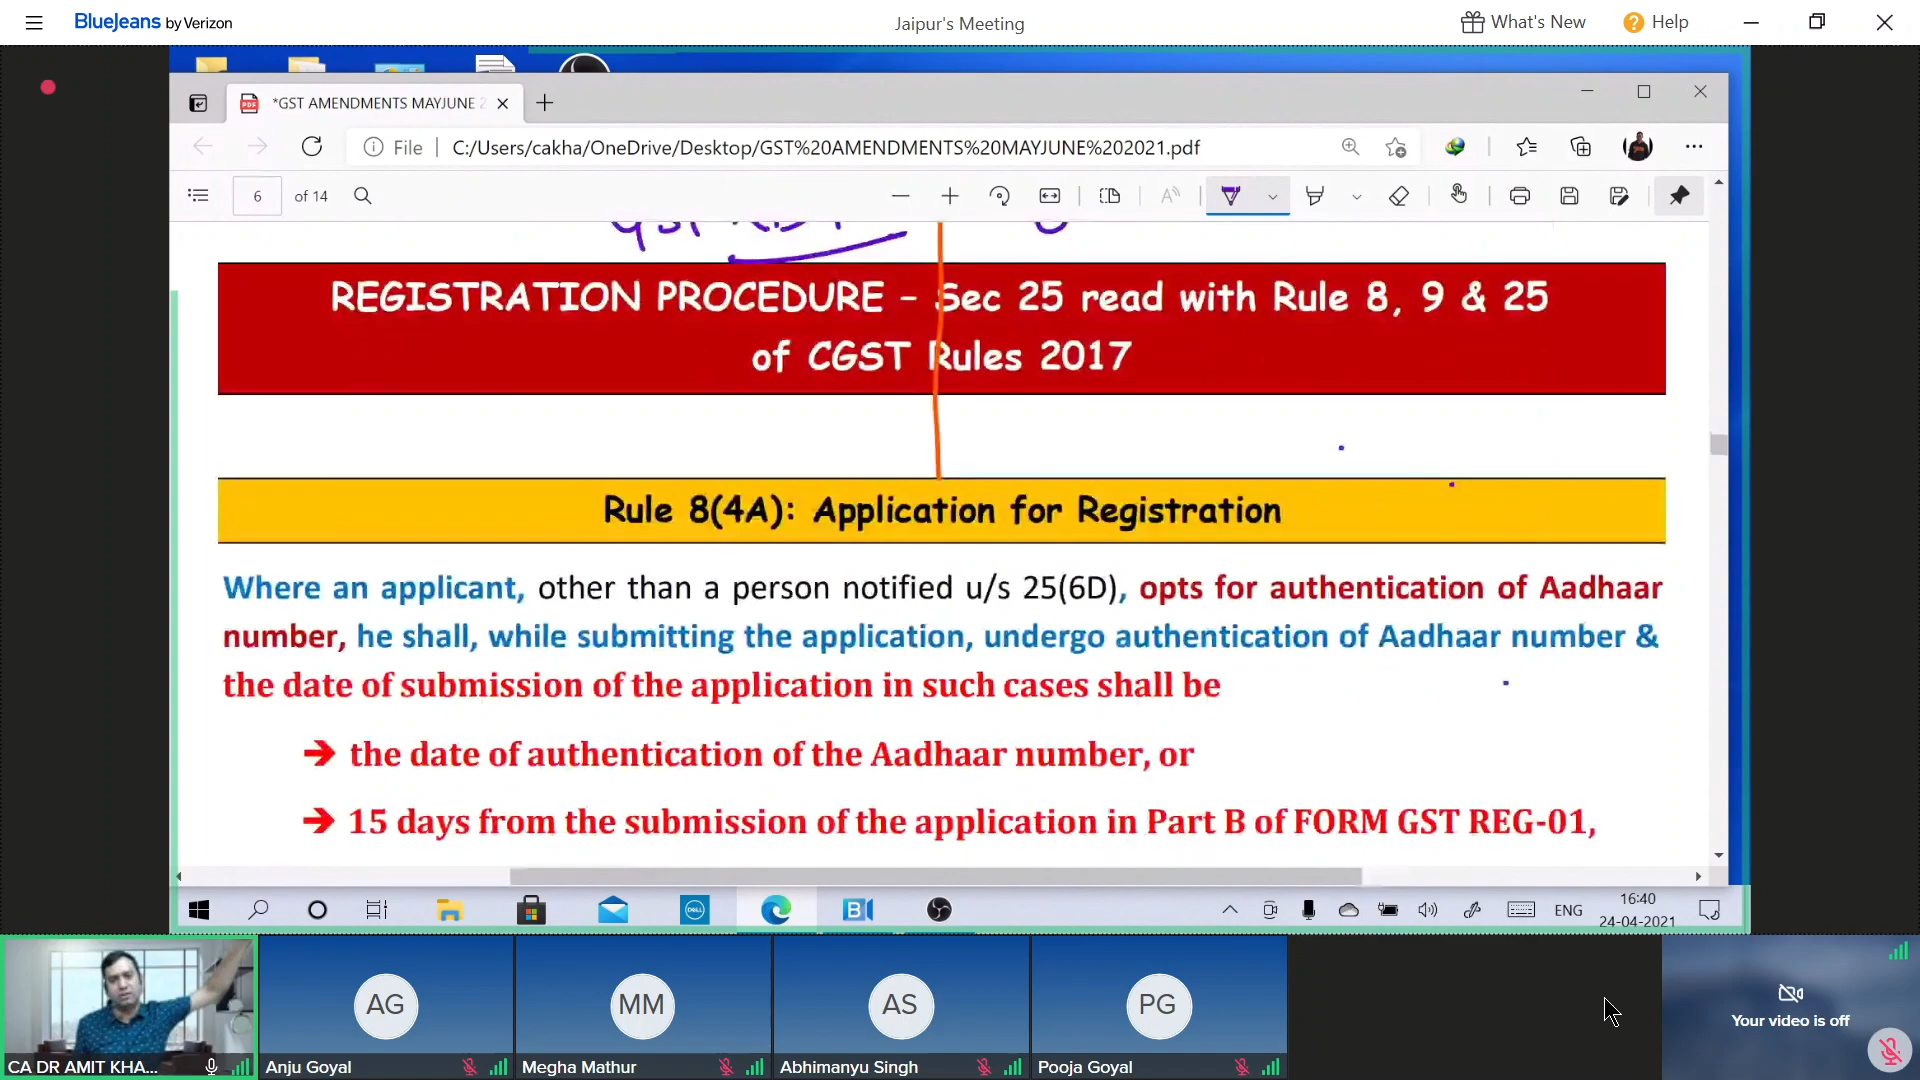 BlueJeans by Verizon
Jaipur's Meeting
What's New
Help
*GST AMENDMENTS MAYJUNE 2
File
C:/Users/cakha/OneDrive/Desktop/GST%20AMENDMENTS%20MAYJUNE%202021.pdf
6 of 14
REGISTRATION PROCEDURE – Sec 25 read with Rule 8, 9 & 25
of CGST Rules 2017
Rule 8(4A): Application for Registration
Where an applicant, other than a person notified u/s 25(6D), opts for authentication of Aadhaar
number, he shall, while submitting the application, undergo authentication of Aadhaar number &
the date of submission of the application in such cases shall be
➔ the date of authentication of the Aadhaar number, or
➔ 15 days from the submission of the application in Part B of FORM GST REG-01,
DELL
ENG
16:40
24-04-2021
AG
MM
AS
PG
Your video is off
CA DR AMIT KHA...
Anju Goyal
Megha Mathur
Abhimanyu Singh
Pooja Goyal